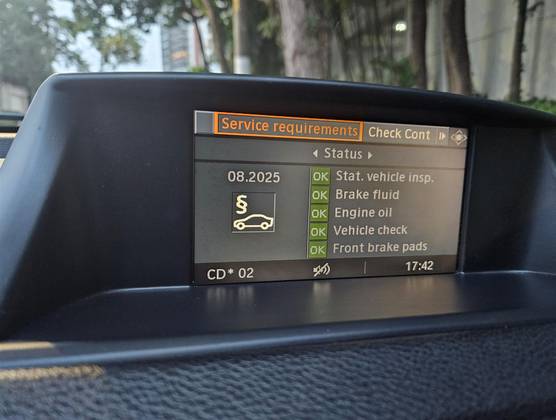 Service requirements Check Cont
Status
08.2025
OK Stat. vehicle insp.
OK Brake fluid
OK Engine oil
OK Vehicle check
OK Front brake pads
§
CD* 02 17:42